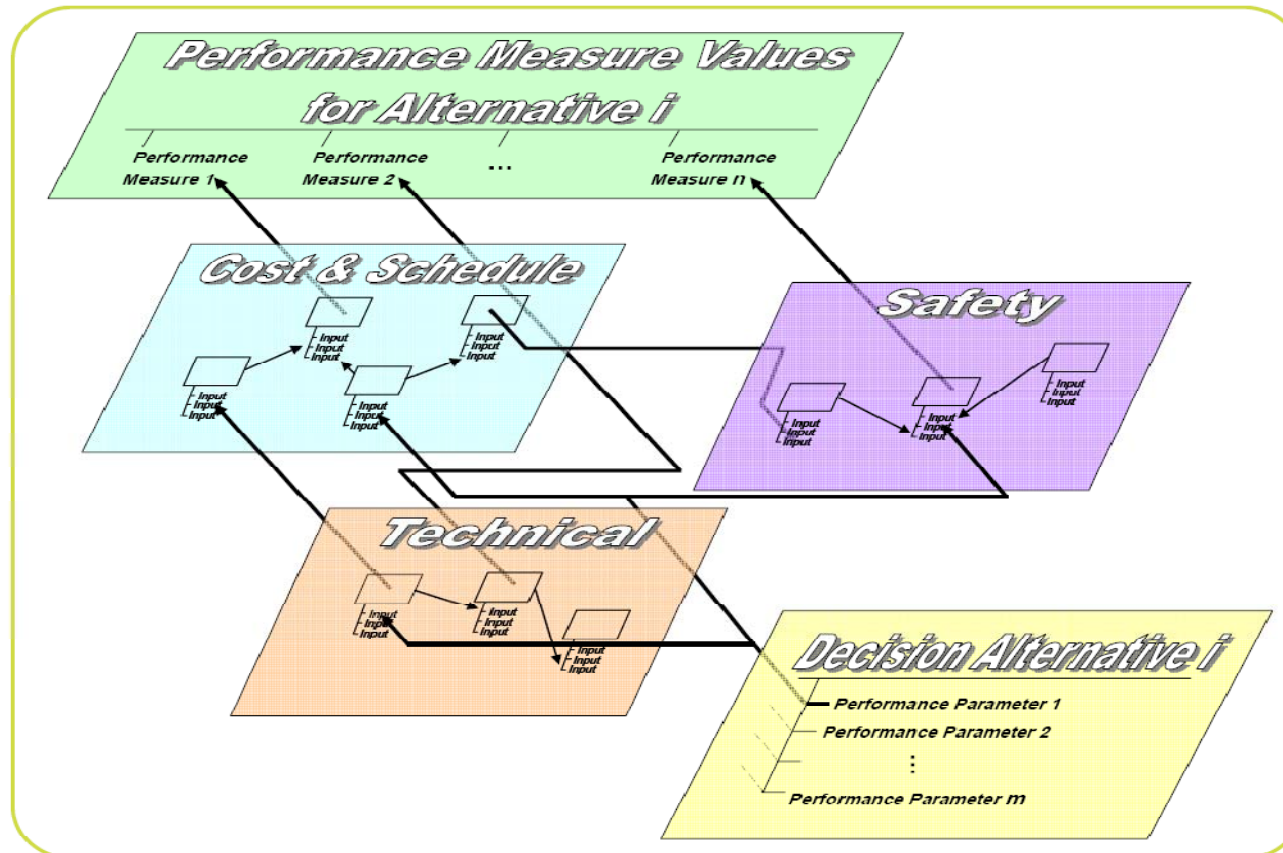 Performance Measure Values
for Alternative i
Performance
Measure 1
Performance
Measure 2
...
Performance
Measure n
Cost & Schedule
Input
Input
Input
Input
Input
Input
Input
Input
Input
Input
Input
Input
Safety
Input
Input
Input
Input
Input
Input
Input
Input
Input
Technical
Input
Input
Input
Input
Input
Input
Input
Input
Input
Decision Alternative i
Performance Parameter 1
Performance Parameter 2
⋮
Performance Parameter m